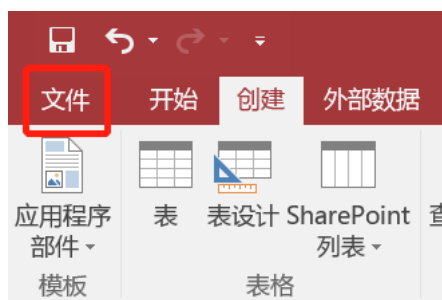 文件 开始 创建 外部数据
应用程序 表 表设计 SharePoint
部件 列表
模板 表格